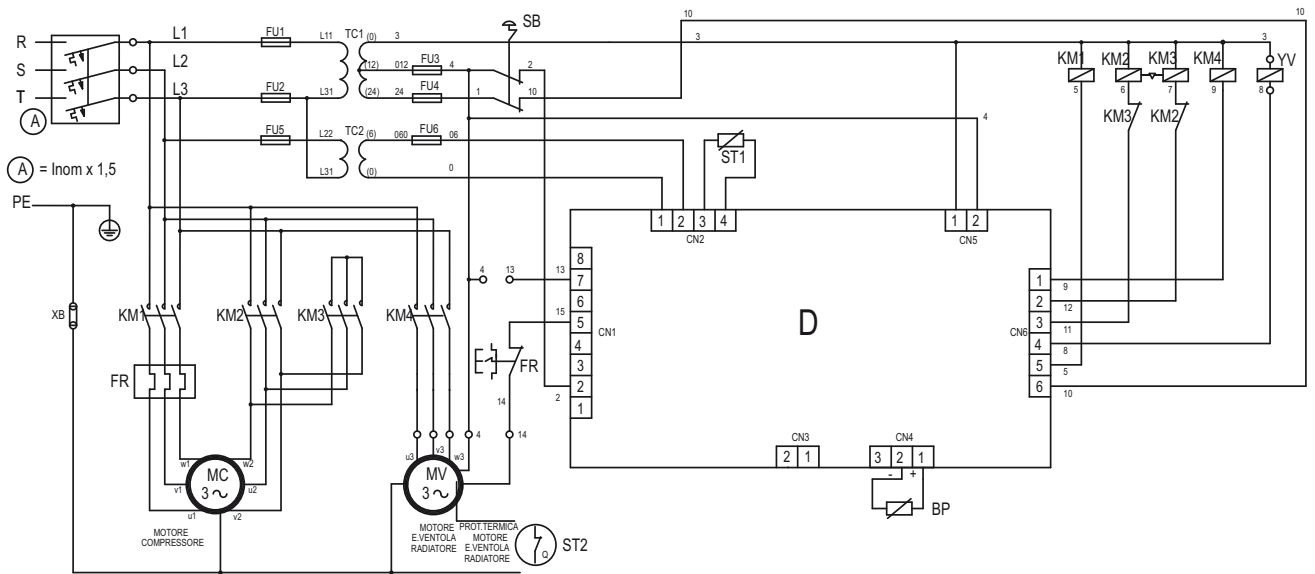 10
10
SB
R
L1
FU1
L11
TC1
(0)
3
3
3
S
L2
(12)
012
FU3
4
2
KM1
KM2
KM3
KM4
YV
T
L3
FU2
L31
(24)
24
FU4
1
10
5
6
7
9
8
A
FU5
L22
TC2
(6)
060
FU6
06
4
KM3
KM2
A = Inom x 1,5
L31
(0)
0
ST1
PE
1 2 3 4
CN2
1 2
CN5
8
7
6
5
4
3
2
1
CN1
4
13
13
15
2
D
1
2
3
4
5
6
CN6
9
12
11
8
5
10
XB
KM1
KM2
KM3
KM4
FR
FR
14
4
14
w1
w2
v1
u2
u1
v2
MC
3 ~
u3
v3
w3
MV
3 ~
CN3
2 1
CN4
3 2 1
- +
BP
MOTORE
COMPRESSORE
MOTORE
E.VENTOLA
RADIATORE
PROT.TERMICA
MOTORE
E.VENTOLA
RADIATORE
Q
ST2